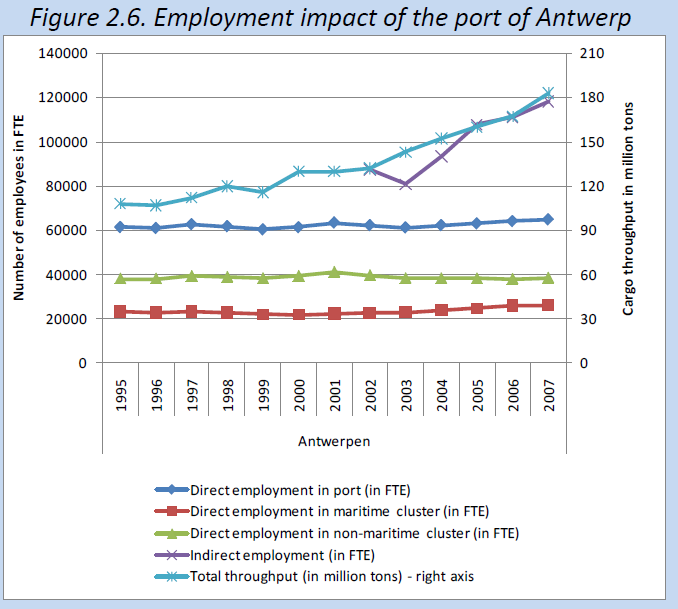 Figure 2.6. Employment impact of the port of Antwerp
140000
120000
100000
80000
60000
40000
20000
0
Number of employees in FTE
210
180
150
120
90
60
30
0
Cargo throughput in million tons
1995 1996 1997 1998 1999 2000 2001 2002 2003 2004 2005 2006 2007
Antwerpen
Direct employment in port (in FTE)
Direct employment in maritime cluster (in FTE)
Direct employment in non-maritime cluster (in FTE)
Indirect employment (in FTE)
Total throughput (in million tons) - right axis